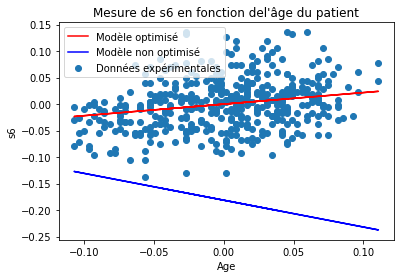 Mesure de s6 en fonction del'âge du patient
Modèle optimisé
Modèle non optimisé
Données expérimentales
s6
0.15
0.10
0.05
0.00
−0.05
−0.10
−0.15
−0.20
−0.25
−0.10
−0.05
0.00
0.05
0.10
Age